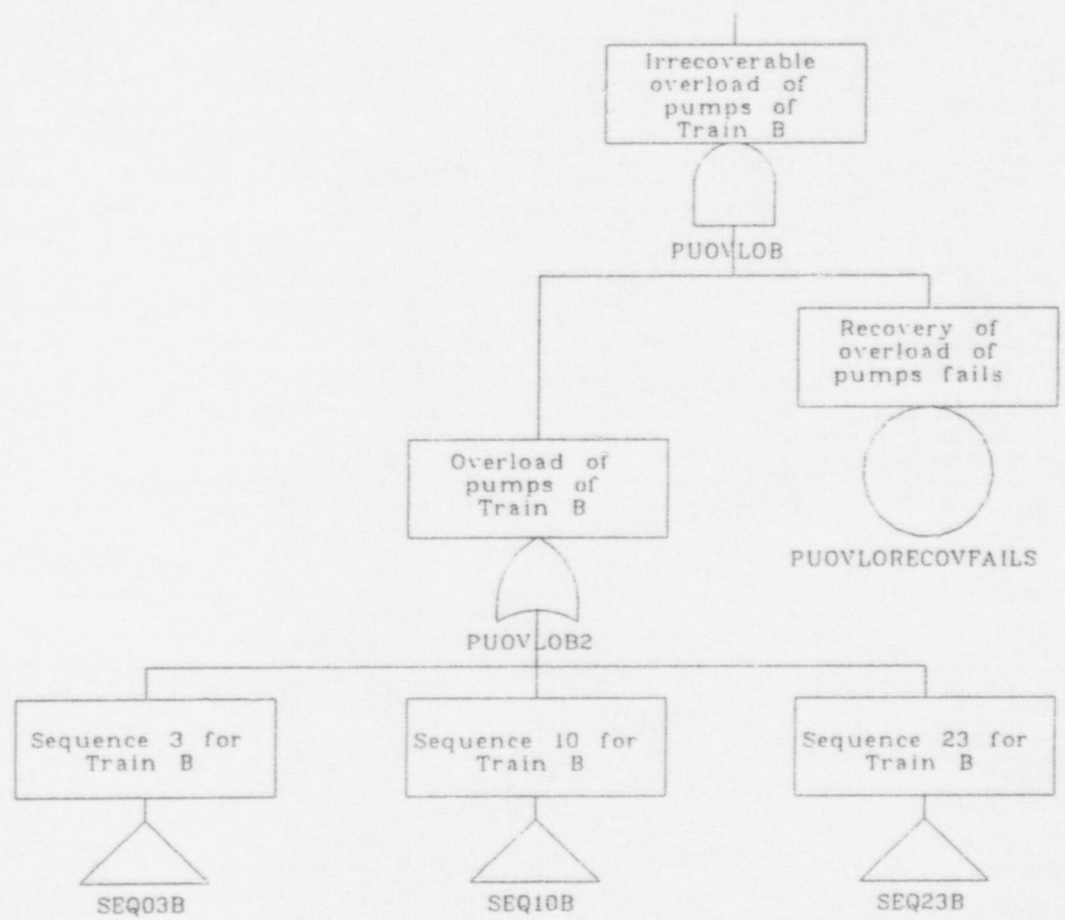 Irrecoverable
overload of
pumps of
Train B
PUOVLOB
Recovery of
overload of
pumps fails
PUOVLORECOVFAILS
Overload of
pumps of
Train B
PUOVLOB2
Sequence 3 for
Train B
SEQ03B
Sequence 10 for
Train B
SEQ10B
Sequence 23 for
Train B
SEQ23B